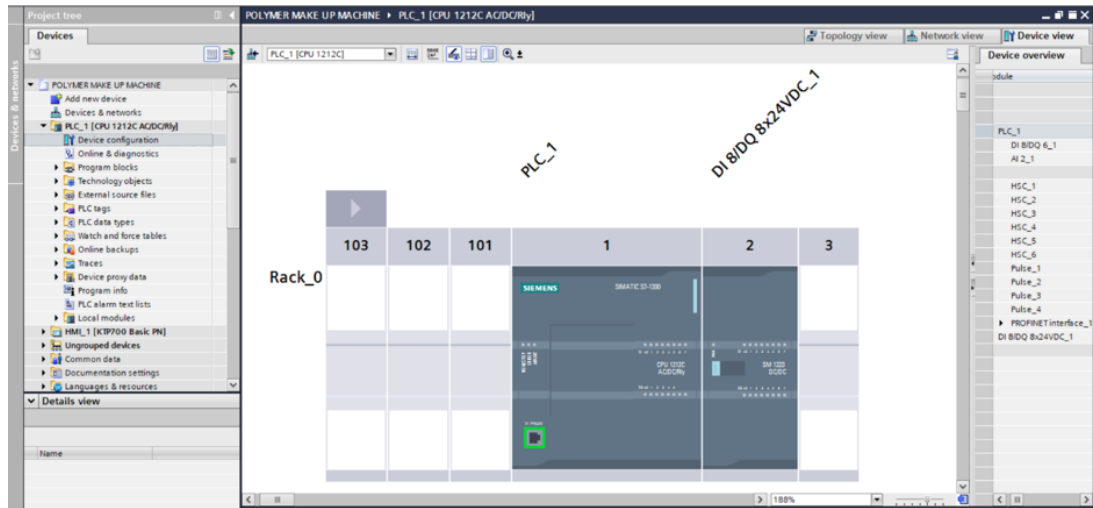 Project tree
POLYMER MAKE UP MACHINE ▸ PLC_1 [CPU 1212C AC/DC/Rly]
Devices
Topology view
Network view
Device view
PLC_1 [CPU 1212C]
Device overview
Devices & networks
POLYMER MAKE UP MACHINE
Add new device
Devices & networks
PLC_1 [CPU 1212C AC/DC/Rly]
Device configuration
Online & diagnostics
Program blocks
Technology objects
External source files
PLC tags
PLC data types
Watch and force tables
Online backups
Traces
Device proxy data
Program info
PLC alarm text lists
Local modules
HMI_1 [KTP700 Basic PN]
Ungrouped devices
Common data
Documentation settings
Languages & resources
Details view
Name
PLC_1
DI 8/DQ 8x24VDC_1
103 102 101 1 2 3
Rack_0
SIEMENS
SIMATIC S7-1200
CPU 1212C
AC/DC/Rly
SM 1223
DC/DC
188%
odule
PLC_1
DI 8/DQ 6_1
AI 2_1
HSC_1
HSC_2
HSC_3
HSC_4
HSC_5
HSC_6
Pulse_1
Pulse_2
Pulse_3
Pulse_4
PROFINET interface_1
DI 8/DQ 8x24VDC_1